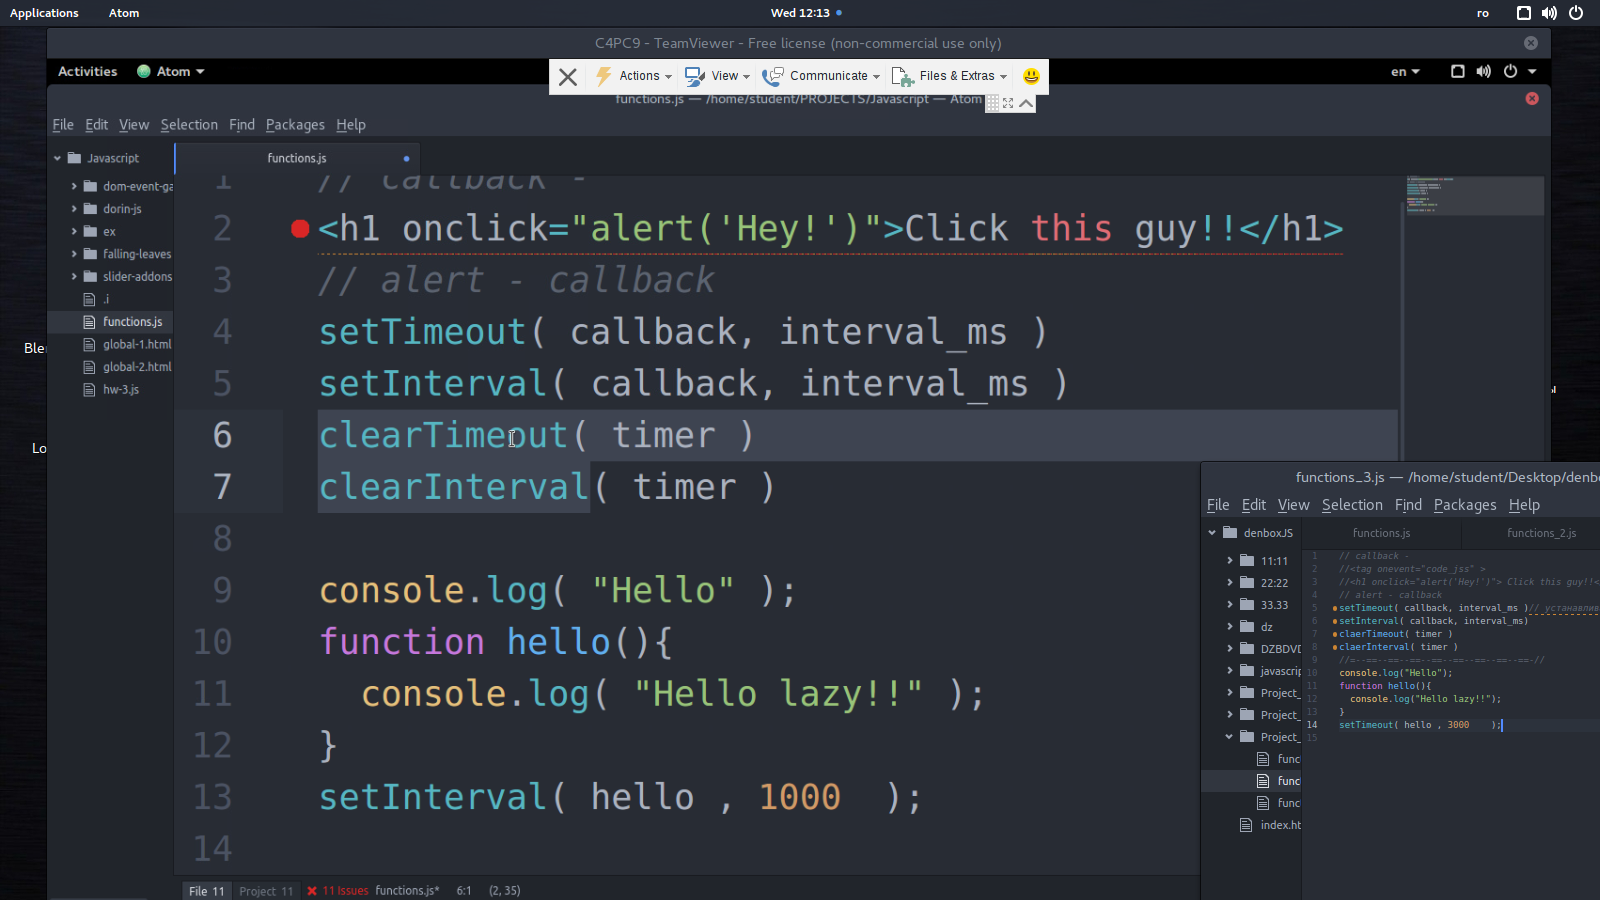 Applications Atom Wed 12:13 ro
C4PC9 - TeamViewer - Free license (non-commercial use only)
Activities Atom en
Actions View Communicate Files & Extras
functions.js — /home/student/PROJECTS/Javascript — Atom
File Edit View Selection Find Packages Help
Javascript
functions.js
dom-event-ga
dorin-js
ex
falling-leaves
slider-addons
.i
functions.js
global-1.html
global-2.html
hw-3.js
Ble
Lo
1 // callback -
2 <h1 onclick="alert('Hey!')">Click this guy!!</h1>
3 // alert - callback
4 setTimeout( callback, interval_ms )
5 setInterval( callback, interval_ms )
6 clearTimeout( timer )
7 clearInterval( timer )
8
9 console.log( "Hello" );
10 function hello(){
11 console.log( "Hello lazy!!" );
12 }
13 setInterval( hello , 1000 );
14
File 11 Project 11 11 Issues functions.js* 6:1 (2, 35)
functions_3.js — /home/student/Desktop/denbo
File Edit View Selection Find Packages Help
denboxJS
functions.js functions_2.js
11:11
22:22
33.33
dz
DZBDVD
javascrip
Project_
Project_
Project_
func
func
func
index.ht
1 // callback -
2 //<tag onevent="code_jss" >
3 //<h1 onclick="alert('Hey!')"> Click this guy!!<
4 // alert - callback
5 setTimeout( callback, interval_ms )// устанавлив
6 setInterval( callback, interval_ms)
7 claerTimeout( timer )
8 claerInterval( timer )
9
10 console.log("Hello");
11 function hello(){
12 console.log("Hello lazy!!");
13 }
14 setTimeout( hello , 3000 );
15